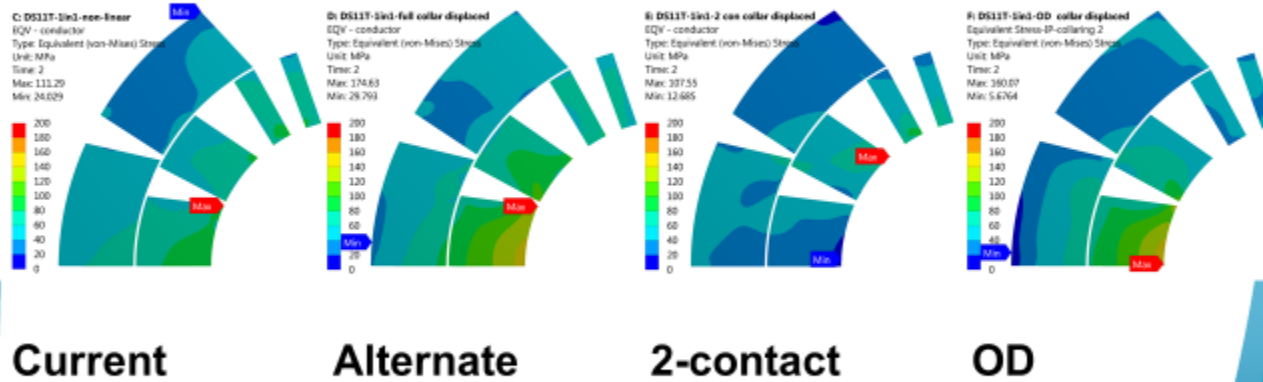 C: DS11T-1in1-non-linear
EQV - conductor
Type: Equivalent (von-Mises) Stress
Unit: MPa
Time: 2
Max: 111.29
Min: 24.029
Min
200
180
160
140
120
100
80
60
40
20
0
Max
Current
D: DS11T-1in1-full collar displaced
EQV - conductor
Type: Equivalent (von-Mises) Stress
Unit: MPa
Time: 2
Max: 174.63
Min: 29.793
200
180
160
140
120
100
80
60
40
20
0
Max
Min
Alternate
E: DS11T-1in1-2 con collar displaced
EQV - conductor
Type: Equivalent (von-Mises) Stress
Unit: MPa
Time: 2
Max: 107.55
Min: 12.685
200
180
160
140
120
100
80
60
40
20
0
Max
Min
2-contact
F: DS11T-1in1-OD collar displaced
Equivalent Stress-IP-collaring 2
Type: Equivalent (von-Mises) Stress
Unit: MPa
Time: 2
Max: 160.07
Min: 5.6764
200
180
160
140
120
100
80
60
40
20
0
Min
Max
OD